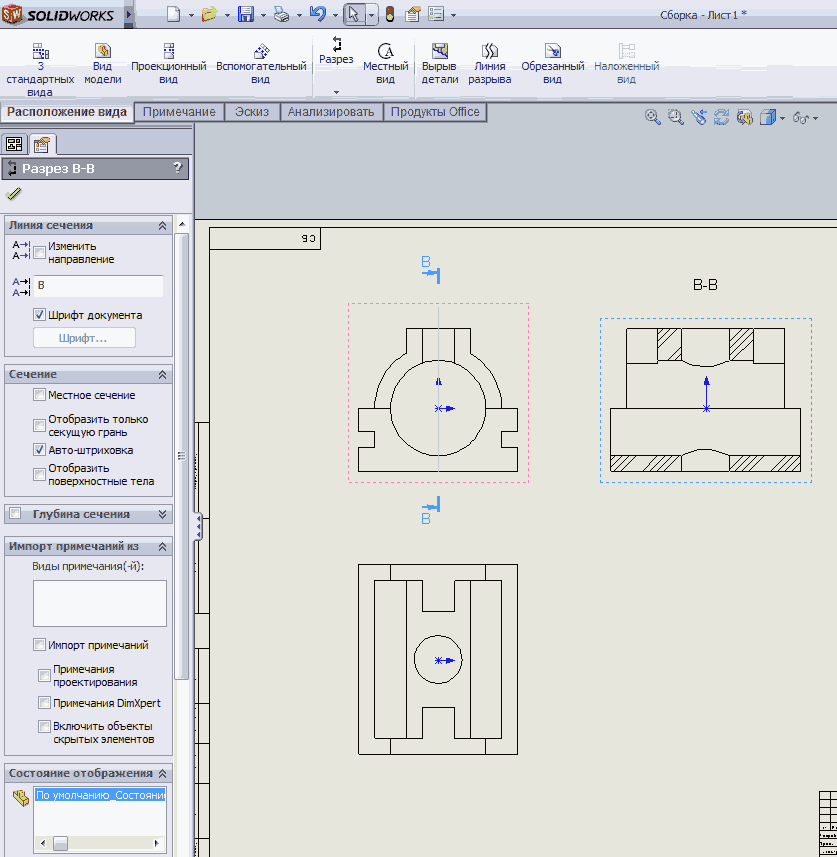 SOLIDWORKS
Сборка - Лист1 *
3 стандартных вида
Вид модели
Проекционный вид
Вспомогательный вид
Разрез
Местный вид
Вырыв детали
Линия разрыва
Обрезанный вид
Наложенный вид
Расположение вида
Примечание
Эскиз
Анализировать
Продукты Office
Разрез B-B
?
Линия сечения
Изменить
направление
B
Шрифт документа
Шрифт...
Сечение
Местное сечение
Отобразить только
секущую грань
Авто-штриховка
Отобразить
поверхностные тела
Глубина сечения
Импорт примечаний из
Виды примечания(-й):
Импорт примечаний
Примечания
проектирования
Примечания DimXpert
Включить объекты
скрытых элементов
Состояние отображения
По умолчанию_Состояние
СБ
B
B-B
B